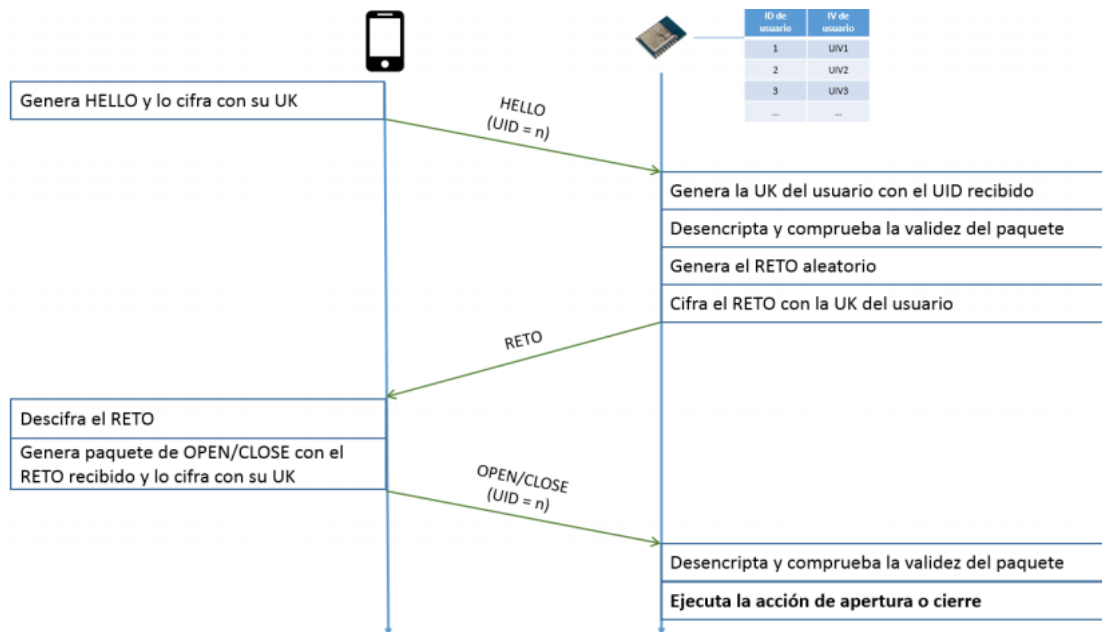 ID de usuario IV de usuario
1 UIV1
2 UIV2
3 UIV3
... ...
Genera HELLO y lo cifra con su UK
HELLO
(UID = n)
Genera la UK del usuario con el UID recibido
Desencripta y comprueba la validez del paquete
Genera el RETO aleatorio
Cifra el RETO con la UK del usuario
RETO
Descifra el RETO
Genera paquete de OPEN/CLOSE con el
RETO recibido y lo cifra con su UK
OPEN/CLOSE
(UID = n)
Desencripta y comprueba la validez del paquete
Ejecuta la acción de apertura o cierre